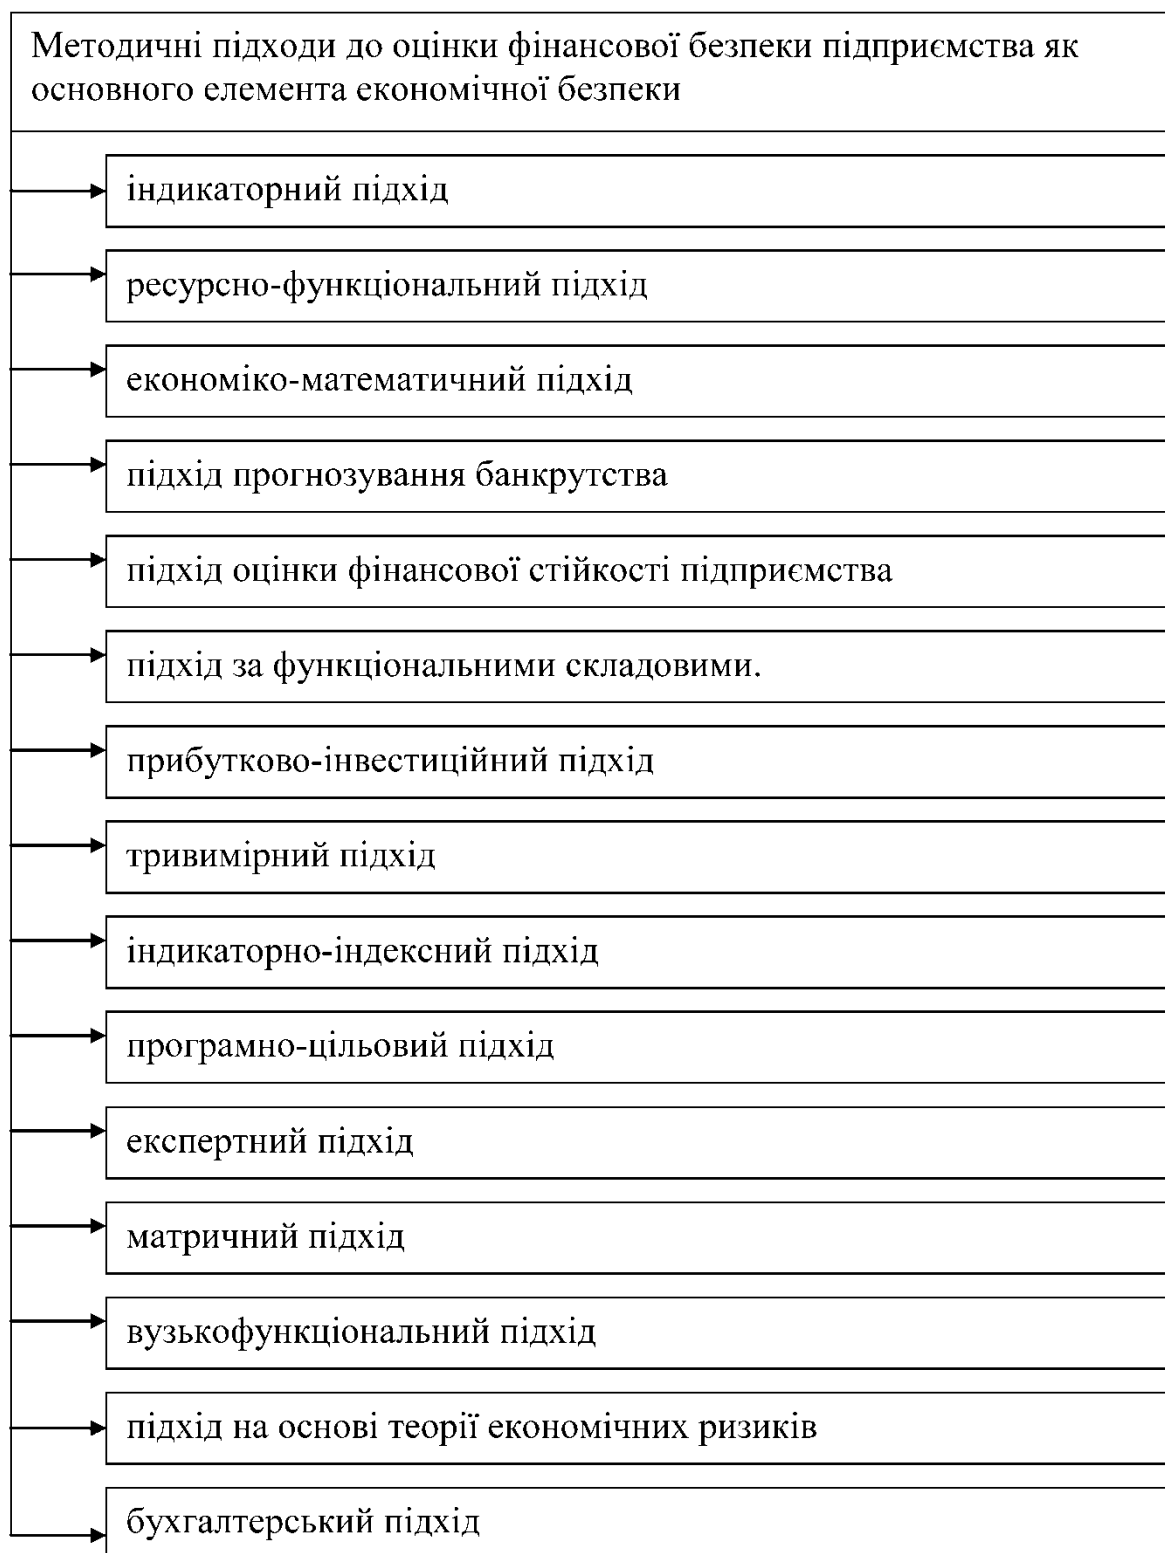 Методичні підходи до оцінки фінансової безпеки підприємства як
основного елемента економічної безпеки
індикаторний підхід
ресурсно-функціональний підхід
економіко-математичний підхід
підхід прогнозування банкрутства
підхід оцінки фінансової стійкості підприємства
підхід за функціональними складовими.
прибутково-інвестиційний підхід
тривимірний підхід
індикаторно-індексний підхід
програмно-цільовий підхід
експертний підхід
матричний підхід
вузькофункціональний підхід
підхід на основі теорії економічних ризиків
бухгалтерський підхід